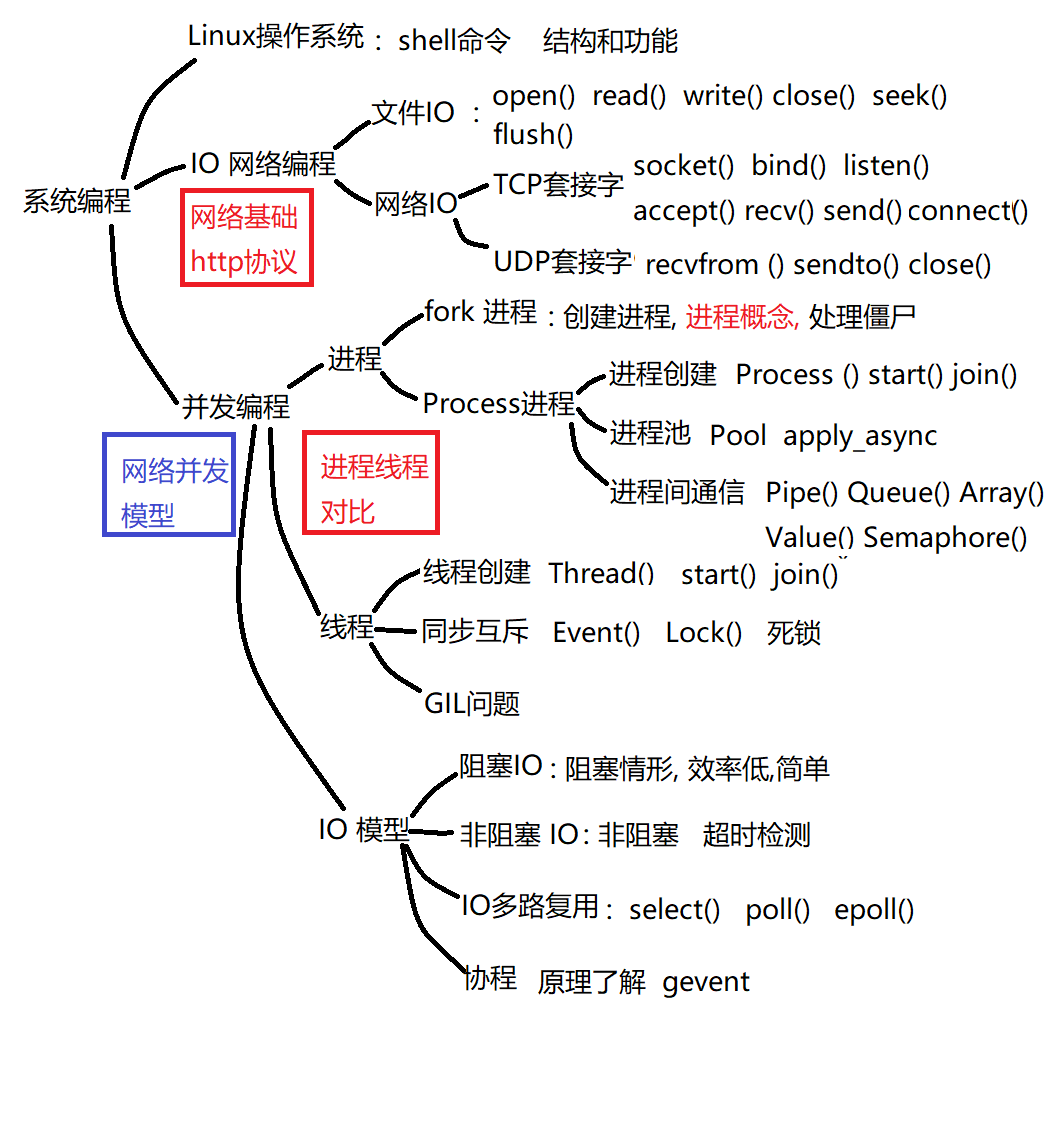 Linux操作系统 : shell命令 结构和功能
文件IO : open() read() write() close() seek()
flush()
IO 网络编程
系统编程
网络基础
http协议
网络IO
TCP套接字
socket() bind() listen()
accept() recv() send() connect()
UDP套接字 recvfrom () sendto() close()
fork 进程 : 创建进程, 进程概念, 处理僵尸
进程
Process进程
进程创建 Process () start() join()
进程池 Pool apply_async
进程间通信 Pipe() Queue() Array()
Value() Semaphore()
并发编程
网络并发
模型
进程线程
对比
线程创建 Thread() start() join()
线程
同步互斥 Event() Lock() 死锁
GIL问题
阻塞IO : 阻塞情形, 效率低,简单
IO 模型
非阻塞 IO : 非阻塞 超时检测
IO多路复用 : select() poll() epoll()
协程 原理了解 gevent